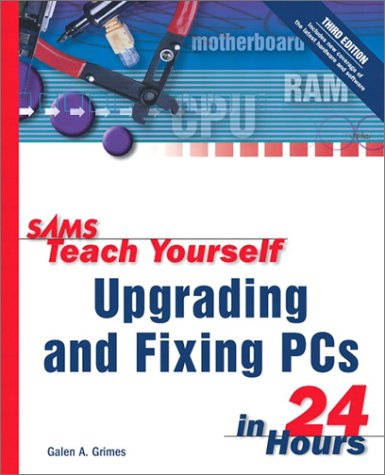 THIRD EDITION
Includes new coverage of
the latest hardware and software
motherboard
RAM
CPU
SAMS
Teach Yourself
Upgrading
and Fixing PCs
in 24
Hours
Galen A. Grimes